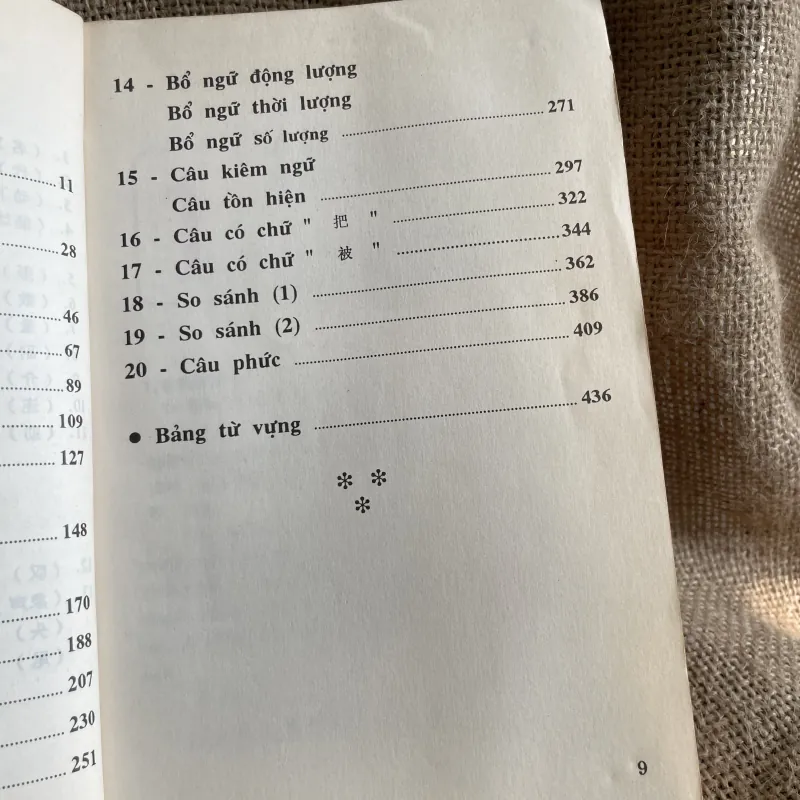 11
28
46
67
89
109
127
148
170
188
207
230
251
14 - Bổ ngữ động lượng
Bổ ngữ thời lượng
Bổ ngữ số lượng ........................................ 271
15 - Câu kiêm ngữ
Câu tồn hiện ........................................ 297
16 - Câu có chữ " 把 " ........................................ 322
17 - Câu có chữ " 被 " ........................................ 344
18 - So sánh (1) ........................................ 362
19 - So sánh (2) ........................................ 386
20 - Câu phức ........................................ 409
● Bảng từ vựng ........................................ 436
* *
*
9